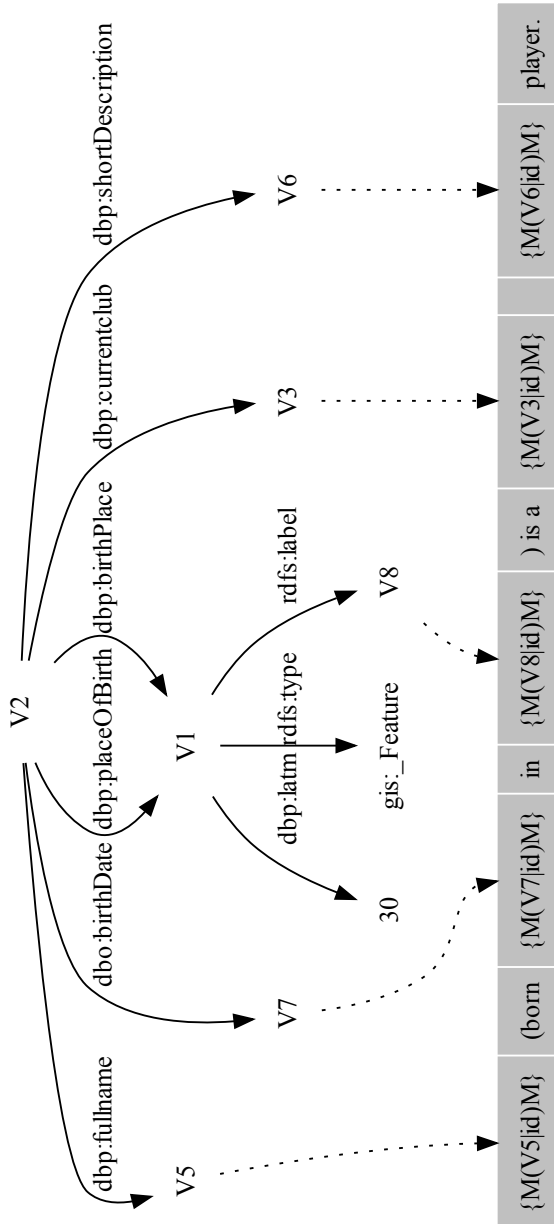 V2
dbp:fullname
dbo:birthDate
dbp:placeOfBirth
dbp:birthPlace
dbp:currentclub
dbp:shortDescription
V5
V1
V7
dbp:latm
rdfs:type
rdfs:label
V3
V6
30
gis:_Feature
V8
{M(V5|id)M} (born {M(V7|id)M} in {M(V8|id)M} ) is a {M(V3|id)M} {M(V6|id)M} player.